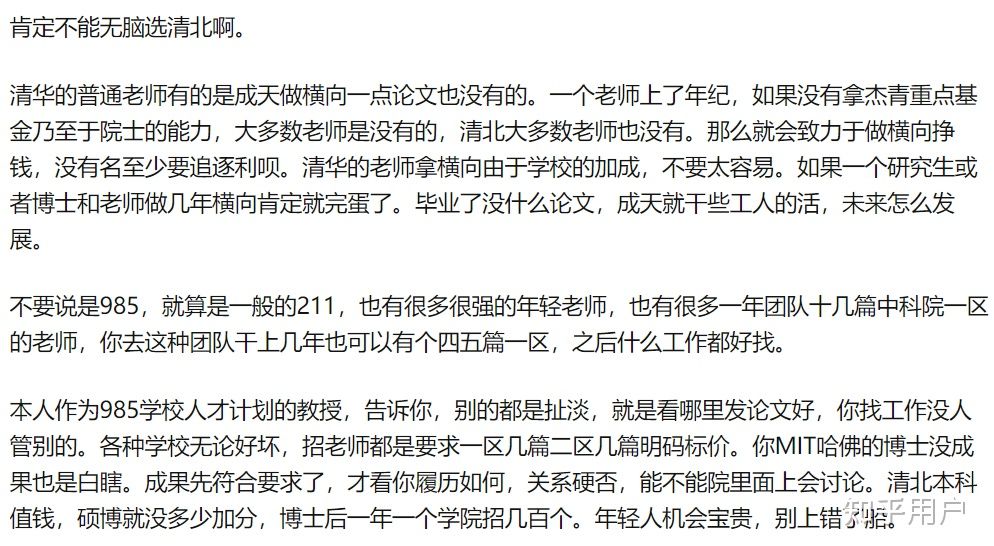 肯定不能无脑选清北啊。
清华的普通老师有的是成天做横向一点论文也没有的。一个老师上了年纪，如果没有拿杰青重点基
金乃至于院士的能力，大多数老师是没有的，清北大多数老师也没有。那么就会致力于做横向挣
钱，没有名至少要追逐利呗。清华的老师拿横向由于学校的加成，不要太容易。如果一个研究生或
者博士和老师做几年横向肯定就完蛋了。毕业了没什么论文，成天就干些工人的活，未来怎么发
展。
不要说是985，就算是一般的211，也有很多很强的年轻老师，也有很多一年团队十几篇中科院一区
的老师，你去这种团队干上几年也可以有个四五篇一区，之后什么工作都好找。
本人作为985学校人才计划的教授，告诉你，别的都是扯淡，就是看哪里发论文好，你找工作没人
管别的。各种学校无论好坏，招老师都是要求一区几篇二区几篇明码标价。你MIT哈佛的博士没成
果也是白瞎。成果先符合要求了，才看你履历如何，关系硬否，能不能院里面上会讨论。清北本科
值钱，硕博就没多少加分，博士后一年一个学院招几百个。年轻人机会宝贵，别上错了船。
知乎用户